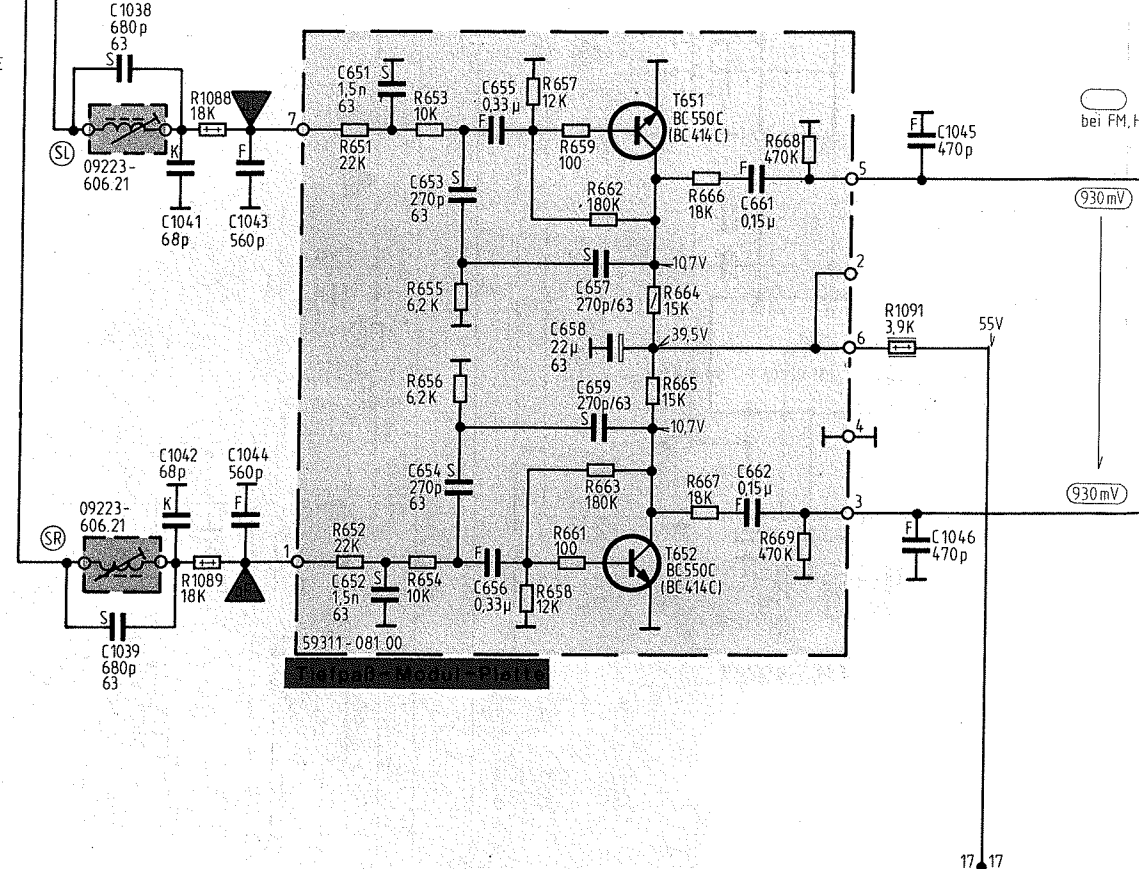 C1038
680p
63
S
R1088
18K
7
SL
09223-
606.21
K
F
C1041
68p
C1043
560p
C651
1,5n
63
S
R653
10K
R651
22K
C655
0,33µ
F
R657
12K
R659
100
T651
BC550C
(BC414C)
R668
470K
C653
270p
63
S
R662
180K
R666
18K
F
C661
0,15µ
5
F
C1045
470p
bei FM,H
930mV
R655
6,2K
S
C657
270p/63
10,7V
R664
15K
2
C658
22µ
63
39,5V
6
R1091
3,9K
55V
R656
6,2K
C659
270p/63
S
R665
15K
10,7V
4
C1042
68p
K
C1044
560p
F
09223-
606.21
SR
C654
270p
63
S
R663
180K
R667
18K
C662
0,15µ
F
3
930mV
R1089
18K
1
R652
22K
C652
1,5n
63
S
R654
10K
F
C656
0,33µ
R661
100
R658
12K
T652
BC550C
(BC414C)
R669
470K
F
C1046
470p
S
C1039
680p
63
59311-081.00
Tiefpaß-Modul-Platte
17 17